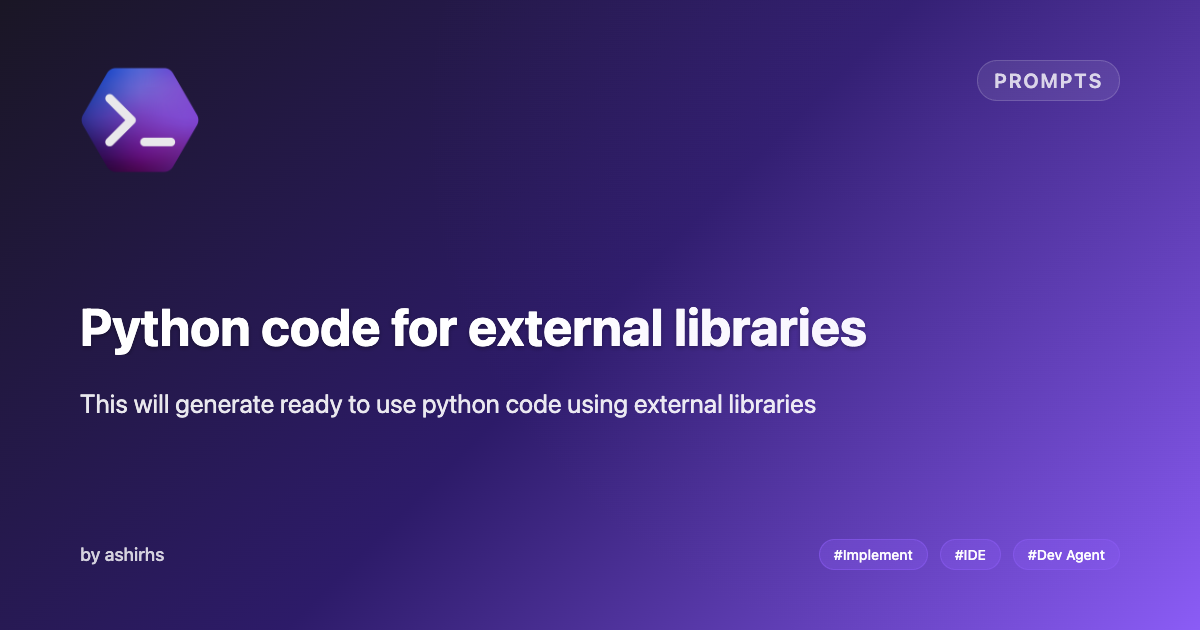 PROMPTS
Python code for external libraries
This will generate ready to use python code using external libraries
by ashirhs
#Implement #IDE #Dev Agent